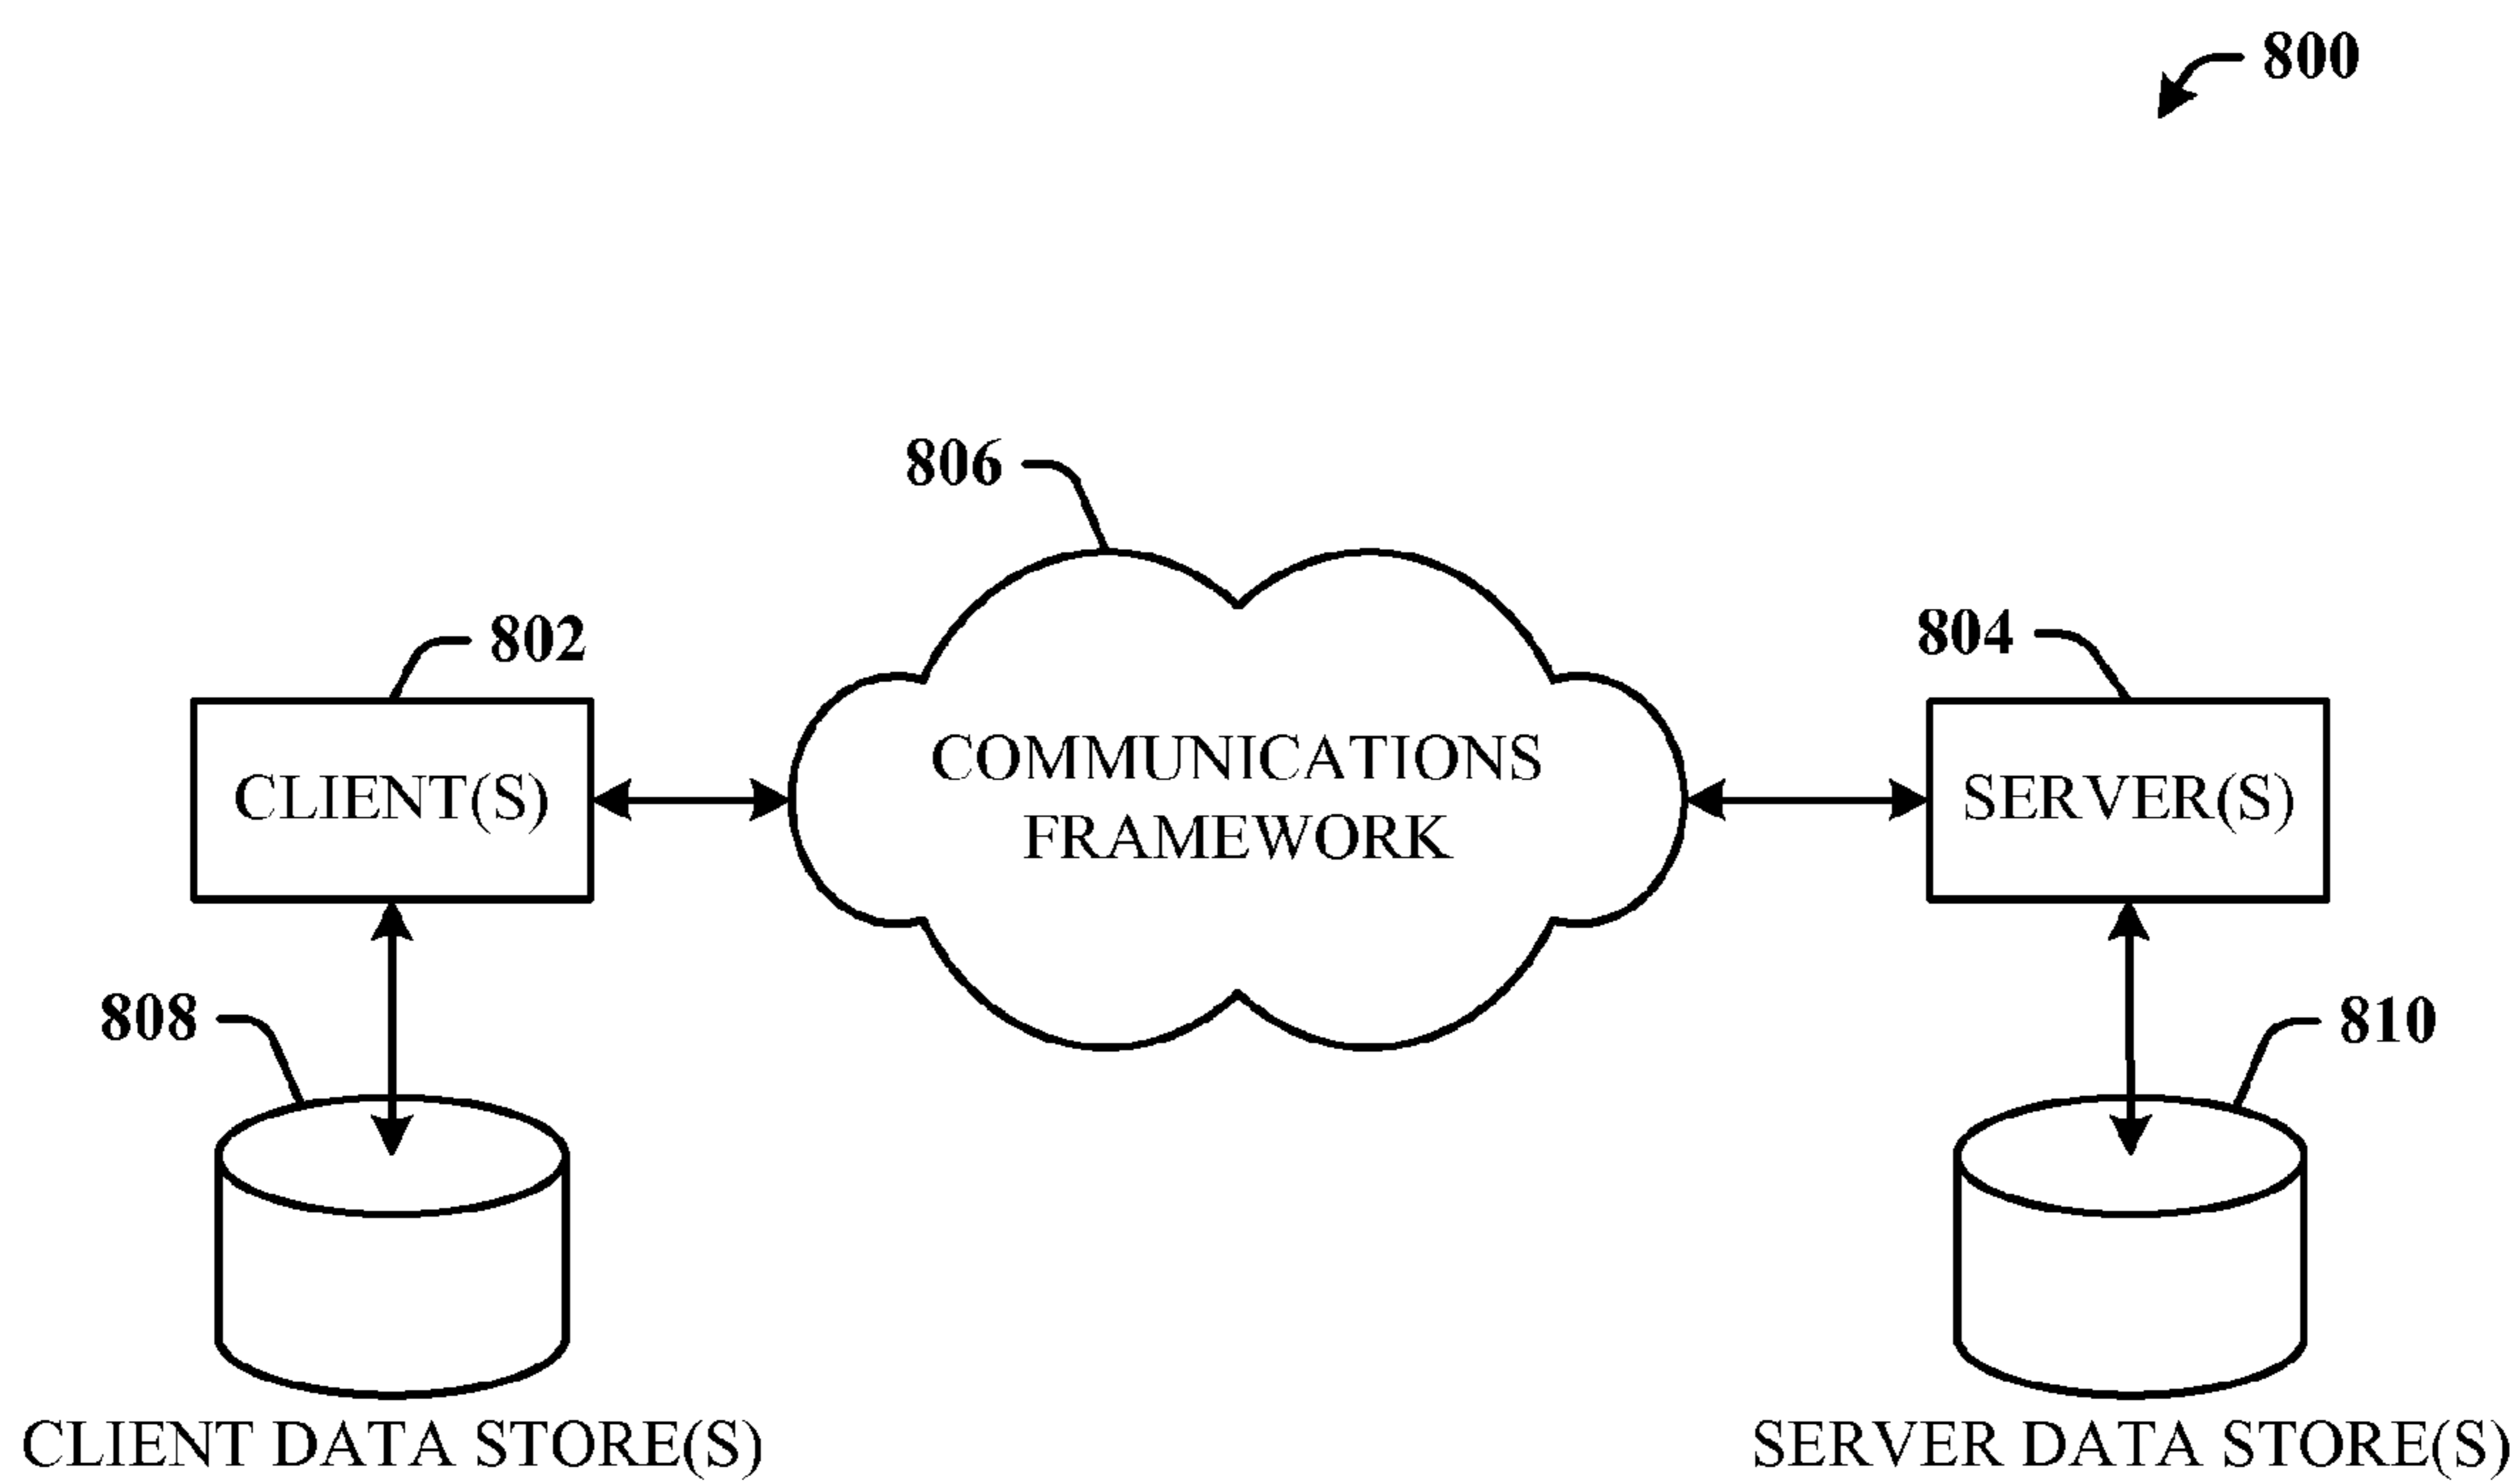 800
806
802
804
CLIENT(S)
COMMUNICATIONS
FRAMEWORK
SERVER(S)
808
810
CLIENT DATA STORE(S)
SERVER DATA STORE(S)